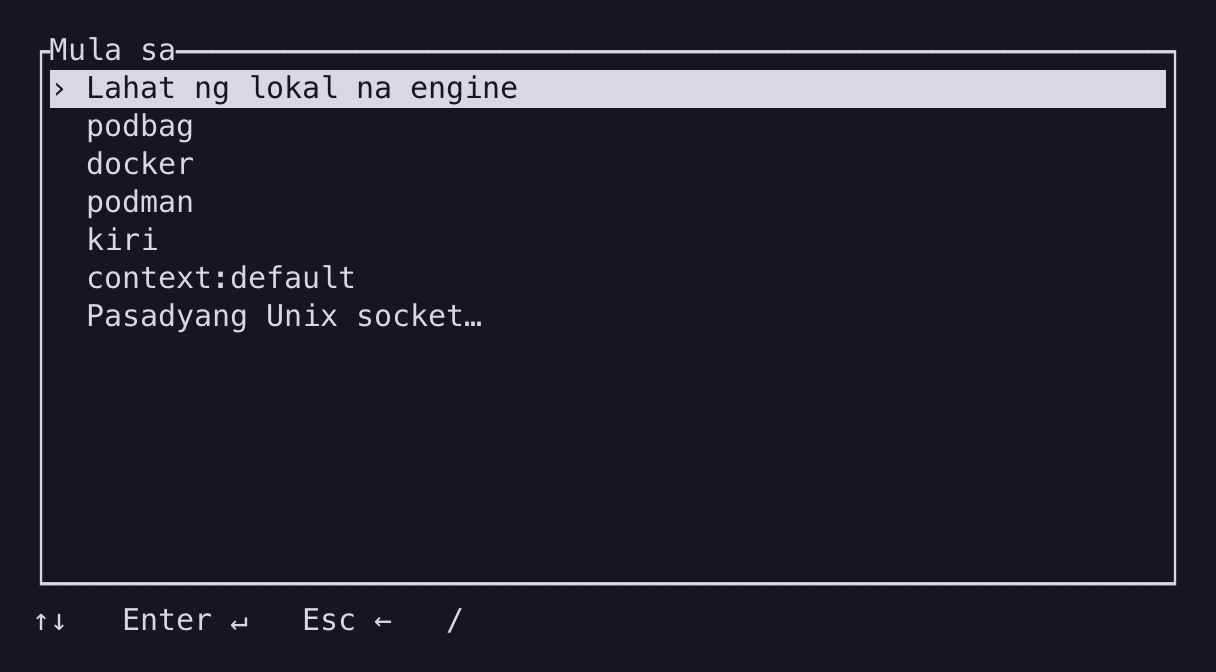 Mula sa
› Lahat ng lokal na engine
podbag
docker
podman
kiri
context:default
Pasadyang Unix socket…
↑↓   Enter ↵   Esc ←   /